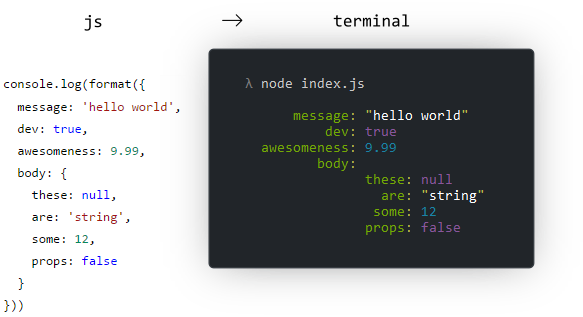 js → terminal
console.log(format({
message: 'hello world',
dev: true,
awesomeness: 9.99,
body: {
these: null,
are: 'string',
some: 12,
props: false
}
}))
λ node index.js
message: "hello world"
dev: true
awesomeness: 9.99
body:
these: null
are: "string"
some: 12
props: false